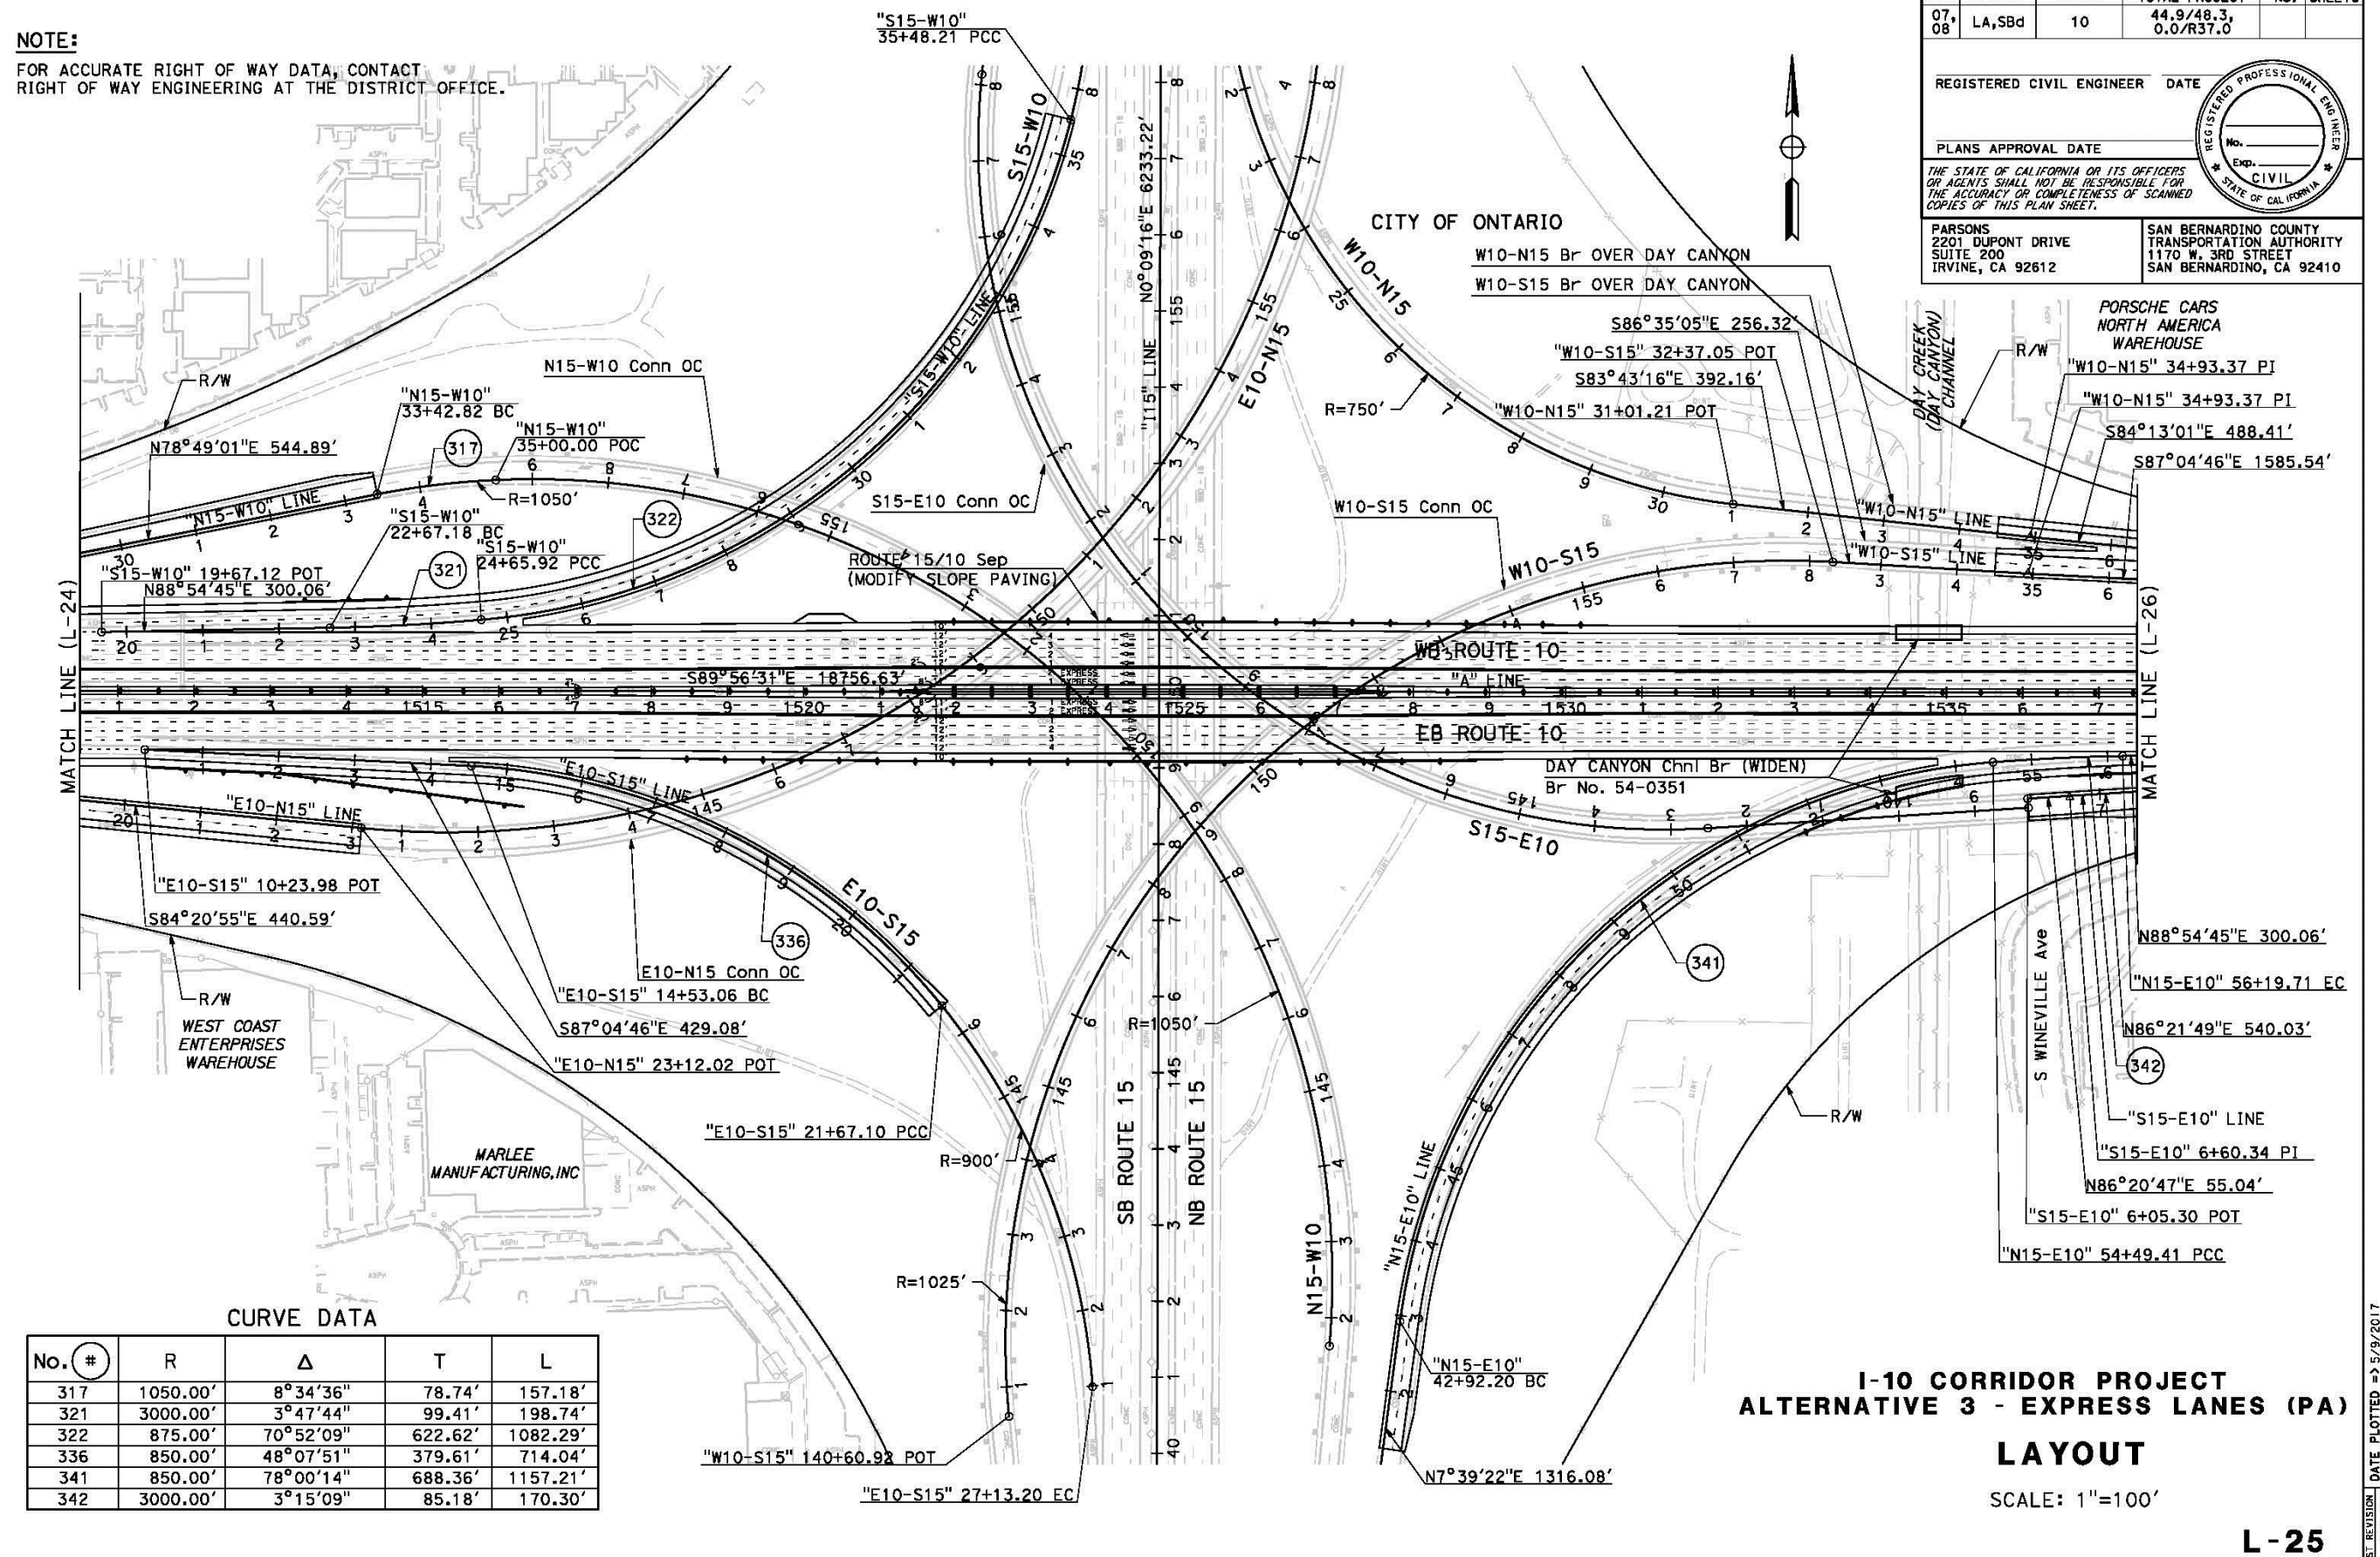 NOTE:
FOR ACCURATE RIGHT OF WAY DATA, CONTACT
RIGHT OF WAY ENGINEERING AT THE DISTRICT OFFICE.
"S15-W10"
35+48.21 PCC
07,
08
LA,SBd
10
44.9/48.3,
0.0/R37.0
REGISTERED CIVIL ENGINEER DATE
PLANS APPROVAL DATE
REGISTERED PROFESSIONAL ENGINEER
No.
Exp.
CIVIL
STATE OF CALIFORNIA
THE STATE OF CALIFORNIA OR ITS OFFICERS
OR AGENTS SHALL NOT BE RESPONSIBLE FOR
THE ACCURACY OR COMPLETENESS OF SCANNED
COPIES OF THIS PLAN SHEET.
PARSONS
2201 DUPONT DRIVE
SUITE 200
IRVINE, CA 92612
SAN BERNARDINO COUNTY
TRANSPORTATION AUTHORITY
1170 W. 3RD STREET
SAN BERNARDINO, CA 92410
CITY OF ONTARIO
W10-N15 Br OVER DAY CANYON
W10-S15 Br OVER DAY CANYON
S86°35'05"E 256.32'
"W10-S15" 32+37.05 POT
S83°43'16"E 392.16'
"W10-N15" 31+01.21 POT
DAY CREEK
(DAY CANYON)
CHANNEL
PORSCHE CARS
NORTH AMERICA
WAREHOUSE
R/W
"W10-N15" 34+93.37 PI
"W10-N15" 34+93.37 PI
S84°13'01"E 488.41'
S87°04'46"E 1585.54'
S15-W10
N0°09'16"E 6233.22'
"I15" LINE
W10-N15
E10-N15
R=750'
R/W
N78°49'01"E 544.89'
"N15-W10"
33+42.82 BC
317
"N15-W10"
35+00.00 POC
R=1050'
N15-W10 Conn OC
"S15-W10" LINE
"N15-W10" LINE
"S15-W10"
22+67.18 BC
"S15-W10"
24+65.92 PCC
321
322
"S15-W10" 19+67.12 POT
N88°54'45"E 300.06'
S15-E10 Conn OC
ROUTE 15/10 Sep
(MODIFY SLOPE PAVING)
W10-S15 Conn OC
W10-S15
"W10-N15" LINE
"W10-S15" LINE
MATCH LINE (L-24)
MATCH LINE (L-26)
S89°56'31"E 18756.63'
WB ROUTE 10
"A" LINE
EB ROUTE 10
1515
1520
1525
1530
1535
DAY CANYON Chnl Br (WIDEN)
Br No. 54-0351
"E10-S15" LINE
"E10-N15" LINE
"E10-S15" 10+23.98 POT
S84°20'55"E 440.59'
R/W
WEST COAST
ENTERPRISES
WAREHOUSE
336
E10-S15
E10-N15 Conn OC
"E10-S15" 14+53.06 BC
S87°04'46"E 429.08'
"E10-N15" 23+12.02 POT
"E10-S15" 21+67.10 PCC
MARLEE
MANUFACTURING,INC
S15-E10
341
R=1050'
R=900'
R=1025'
SB ROUTE 15
NB ROUTE 15
N15-W10
"N15-E10" LINE
R/W
S WINEVILLE Ave
N88°54'45"E 300.06'
"N15-E10" 56+19.71 EC
N86°21'49"E 540.03'
342
"S15-E10" LINE
"S15-E10" 6+60.34 PI
N86°20'47"E 55.04'
"S15-E10" 6+05.30 POT
"N15-E10" 54+49.41 PCC
"N15-E10"
42+92.20 BC
N7°39'22"E 1316.08'
"W10-S15" 140+60.92 POT
"E10-S15" 27+13.20 EC
CURVE DATA
No. # R Δ T L
317 1050.00' 8°34'36" 78.74' 157.18'
321 3000.00' 3°47'44" 99.41' 198.74'
322 875.00' 70°52'09" 622.62' 1082.29'
336 850.00' 48°07'51" 379.61' 714.04'
341 850.00' 78°00'14" 688.36' 1157.21'
342 3000.00' 3°15'09" 85.18' 170.30'
I-10 CORRIDOR PROJECT
ALTERNATIVE 3 - EXPRESS LANES (PA)
LAYOUT
SCALE: 1"=100'
L-25
DATE PLOTTED => 5/9/2017